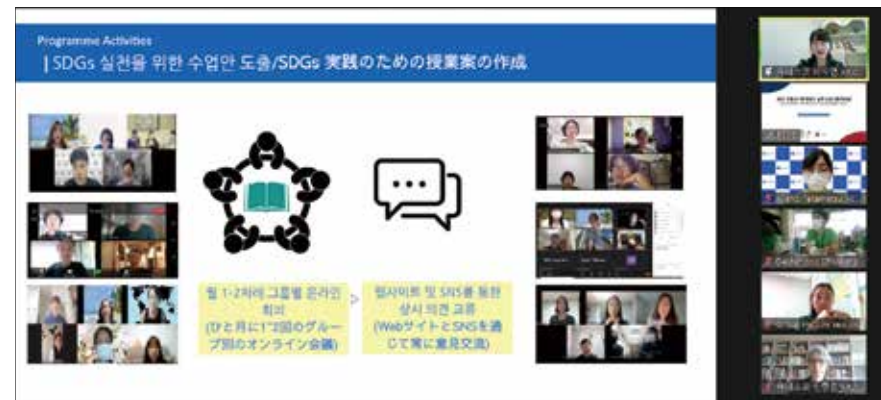 Programme Activities
| SDGs 실천을 위한 수업안 도출/SDGs 実践のための授業案の作成
월 1-2차례 그룹별 온라인
회의
(ひと月に1~2回のグルー
プ別のオンライン会議)
웹사이트 및 SNS를 통한
상시 의견 교류
(WebサイトとSNSを通
じて常に意見交流)